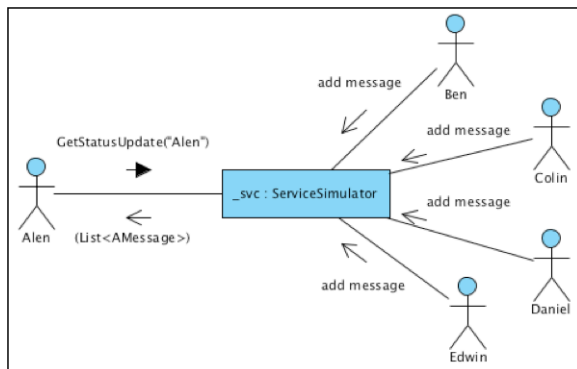 Ben
add message
GetStatusUpdate("Alen")
add message
Colin
_svc : ServiceSimulator
add message
Alen
(List<AMessage>)
add message
Daniel
Edwin